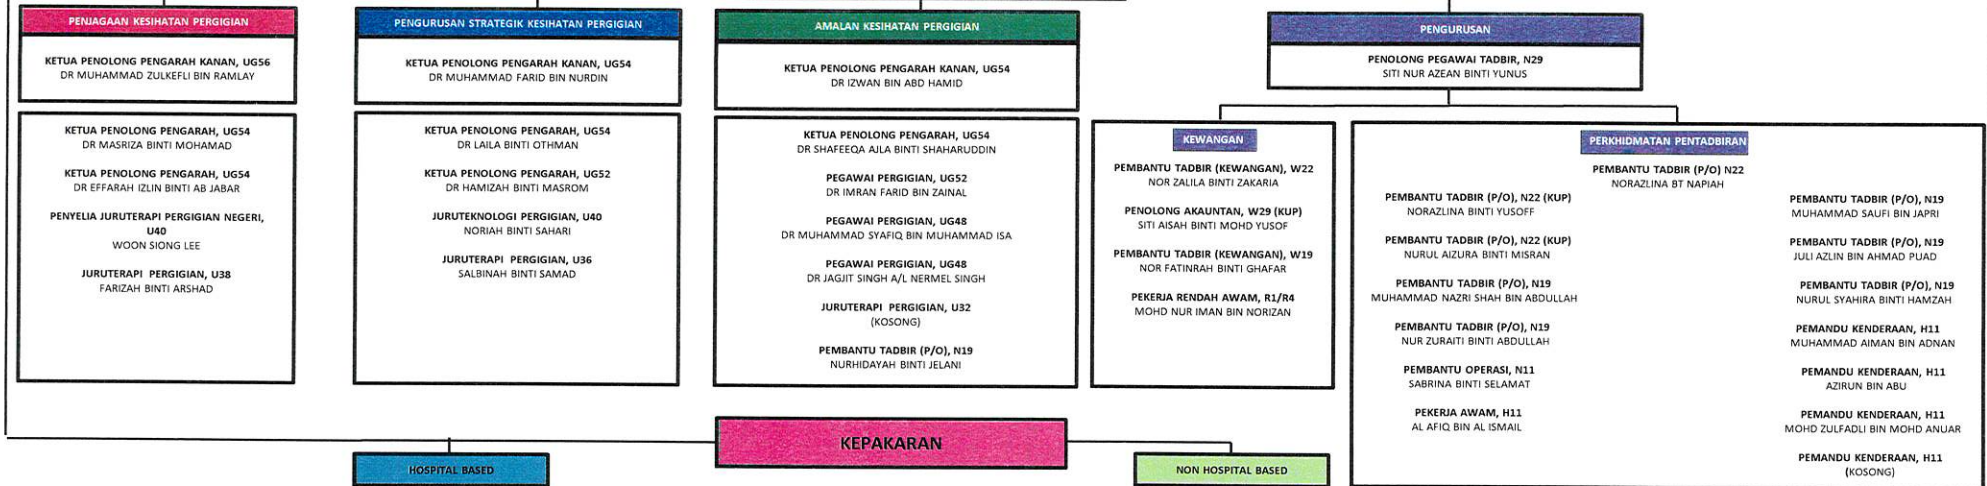 PENJAGAAN KESIHATAN PERGIGIAN
KETUA PENOLONG PENGARAH KANAN, UG56
DR MUHAMMAD ZULKEFLI BIN RAMLAY
KETUA PENOLONG PENGARAH, UG54
DR MASRIZA BINTI MOHAMAD
KETUA PENOLONG PENGARAH, UG54
DR EFFARAH IZLIN BINTI AB JABAR
PENYELIA JURUTERAPI PERGIGIAN NEGERI,
U40
WOON SIONG LEE
JURUTERAPI PERGIGIAN, U38
FARIZAH BINTI ARSHAD
PENGURUSAN STRATEGIK KESIHATAN PERGIGIAN
KETUA PENOLONG PENGARAH KANAN, UG54
DR MUHAMMAD FARID BIN NURDIN
KETUA PENOLONG PENGARAH, UG54
DR LAILA BINTI OTHMAN
KETUA PENOLONG PENGARAH, UG52
DR HAMIZAH BINTI MASROM
JURUTEKNOLOGI PERGIGIAN, U40
NORIAH BINTI SAHARI
JURUTERAPI PERGIGIAN, U36
SALBINAH BINTI SAMAD
AMALAN KESIHATAN PERGIGIAN
KETUA PENOLONG PENGARAH KANAN, UG54
DR IZWAN BIN ABD HAMID
KETUA PENOLONG PENGARAH, UG54
DR SHAFEEQA AJLA BINTI SHAHARUDDIN
PEGAWAI PERGIGIAN, UG52
DR IMRAN FARID BIN ZAINAL
PEGAWAI PERGIGIAN, UG48
DR MUHAMMAD SYAFIQ BIN MUHAMMAD ISA
PEGAWAI PERGIGIAN, UG48
DR JAGJIT SINGH A/L NERMEL SINGH
JURUTERAPI PERGIGIAN, U32
(KOSONG)
PEMBANTU TADBIR (P/O), N19
NURHIDAYAH BINTI JELANI
PENGURUSAN
PENOLONG PEGAWAI TADBIR, N29
SITI NUR AZEAN BINTI YUNUS
KEWANGAN
PEMBANTU TADBIR (KEWANGAN), W22
NOR ZALILA BINTI ZAKARIA
PENOLONG AKAUNTAN, W29 (KUP)
SITI AISAH BINTI MOHD YUSOF
PEMBANTU TADBIR (KEWANGAN), W19
NOR FATINRAH BINTI GHAFAR
PEKERJA RENDAH AWAM, R1/R4
MOHD NUR IMAN BIN NORIZAN
PERKHIDMATAN PENTADBIRAN
PEMBANTU TADBIR (P/O) N22
NORAZLINA BT NAPIAH
PEMBANTU TADBIR (P/O), N22 (KUP)
NORAZLINA BINTI YUSOFF
PEMBANTU TADBIR (P/O), N22 (KUP)
NURUL AIZURA BINTI MISRAN
PEMBANTU TADBIR (P/O), N19
MUHAMMAD NAZRI SHAH BIN ABDULLAH
PEMBANTU TADBIR (P/O), N19
NUR ZURAITI BINTI ABDULLAH
PEMBANTU OPERASI, N11
SABRINA BINTI SELAMAT
PEKERJA AWAM, H11
AL AFIQ BIN AL ISMAIL
PEMBANTU TADBIR (P/O), N19
MUHAMMAD SAUFI BIN JAPRI
PEMBANTU TADBIR (P/O), N19
JULI AZLIN BIN AHMAD PUAD
PEMBANTU TADBIR (P/O), N19
NURUL SYAHIRA BINTI HAMZAH
PEMANDU KENDERAAN, H11
MUHAMMAD AIMAN BIN ADNAN
PEMANDU KENDERAAN, H11
AZIRUN BIN ABU
PEMANDU KENDERAAN, H11
MOHD ZULFADLI BIN MOHD ANUAR
PEMANDU KENDERAAN, H11
(KOSONG)
KEPAKARAN
HOSPITAL BASED
NON HOSPITAL BASED